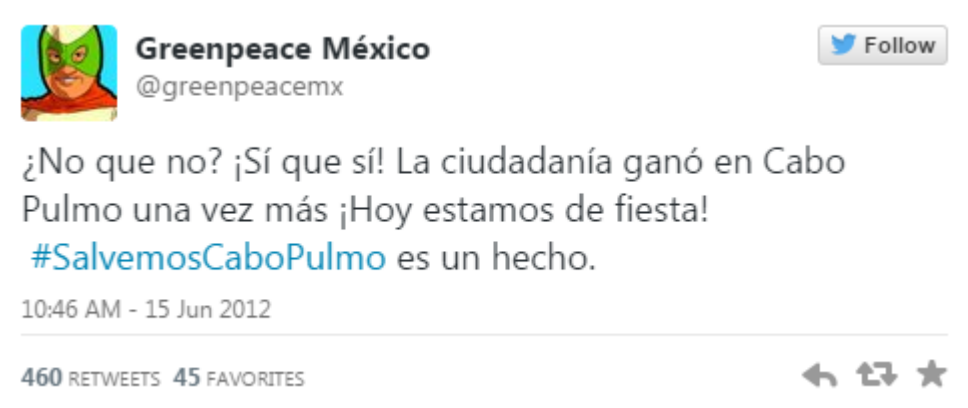 Greenpeace México
Follow
@greenpeacemx
¿No que no? ¡Sí que sí! La ciudadanía ganó en Cabo
Pulmo una vez más ¡Hoy estamos de fiesta!
#SalvemosCaboPulmo es un hecho.
10:46 AM - 15 Jun 2012
460 RETWEETS 45 FAVORITES